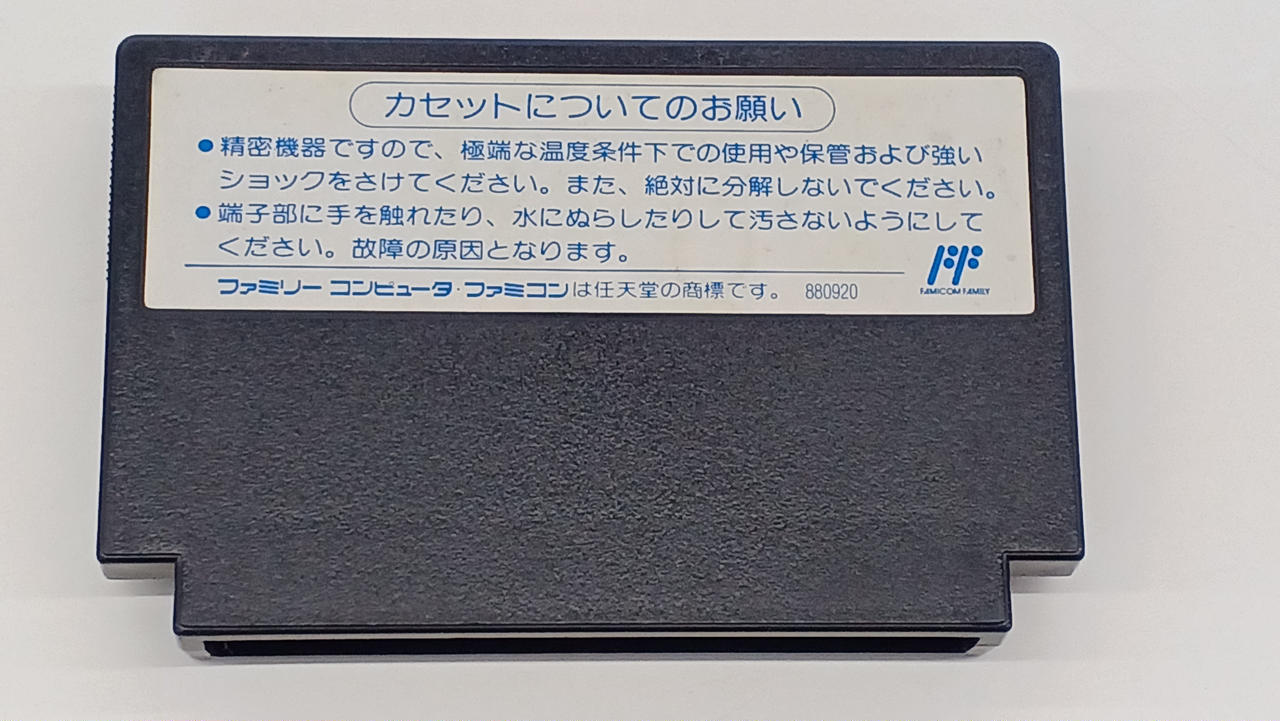 カセットについてのお願い
●精密機器ですので、極端な温度条件下での使用や保管および強い
ショックをさけてください。また、絶対に分解しないでください。
●端子部に手を触れたり、水にぬらしたりして汚さないようにして
ください。故障の原因となります。
ファミリーコンピュータ・ファミコンは任天堂の商標です。 880920
FAMICOM FAMILY